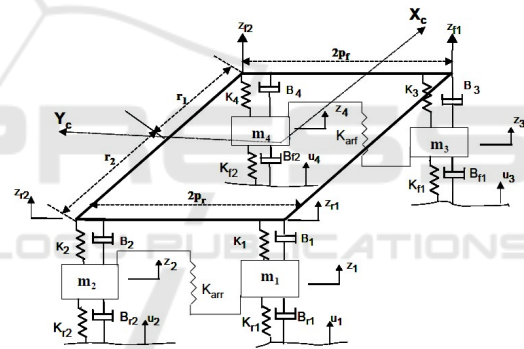 X_c
z_f2
2p_f
z_f1
r_1
K_4
B_4
K_3
B_3
Y_c
z_4
z_3
m_4
K_arf
m_3
r_2
K_f2
B_f2
u_4
K_f1
B_f1
u_3
z_r2
2p_r
z_r1
K_2
B_2
K_1
B_1
z_2
z_1
m_2
m_1
K_arr
K_r2
B_r2
u_2
K_r1
B_r1
u_1
LOGY PUBLICATIONS